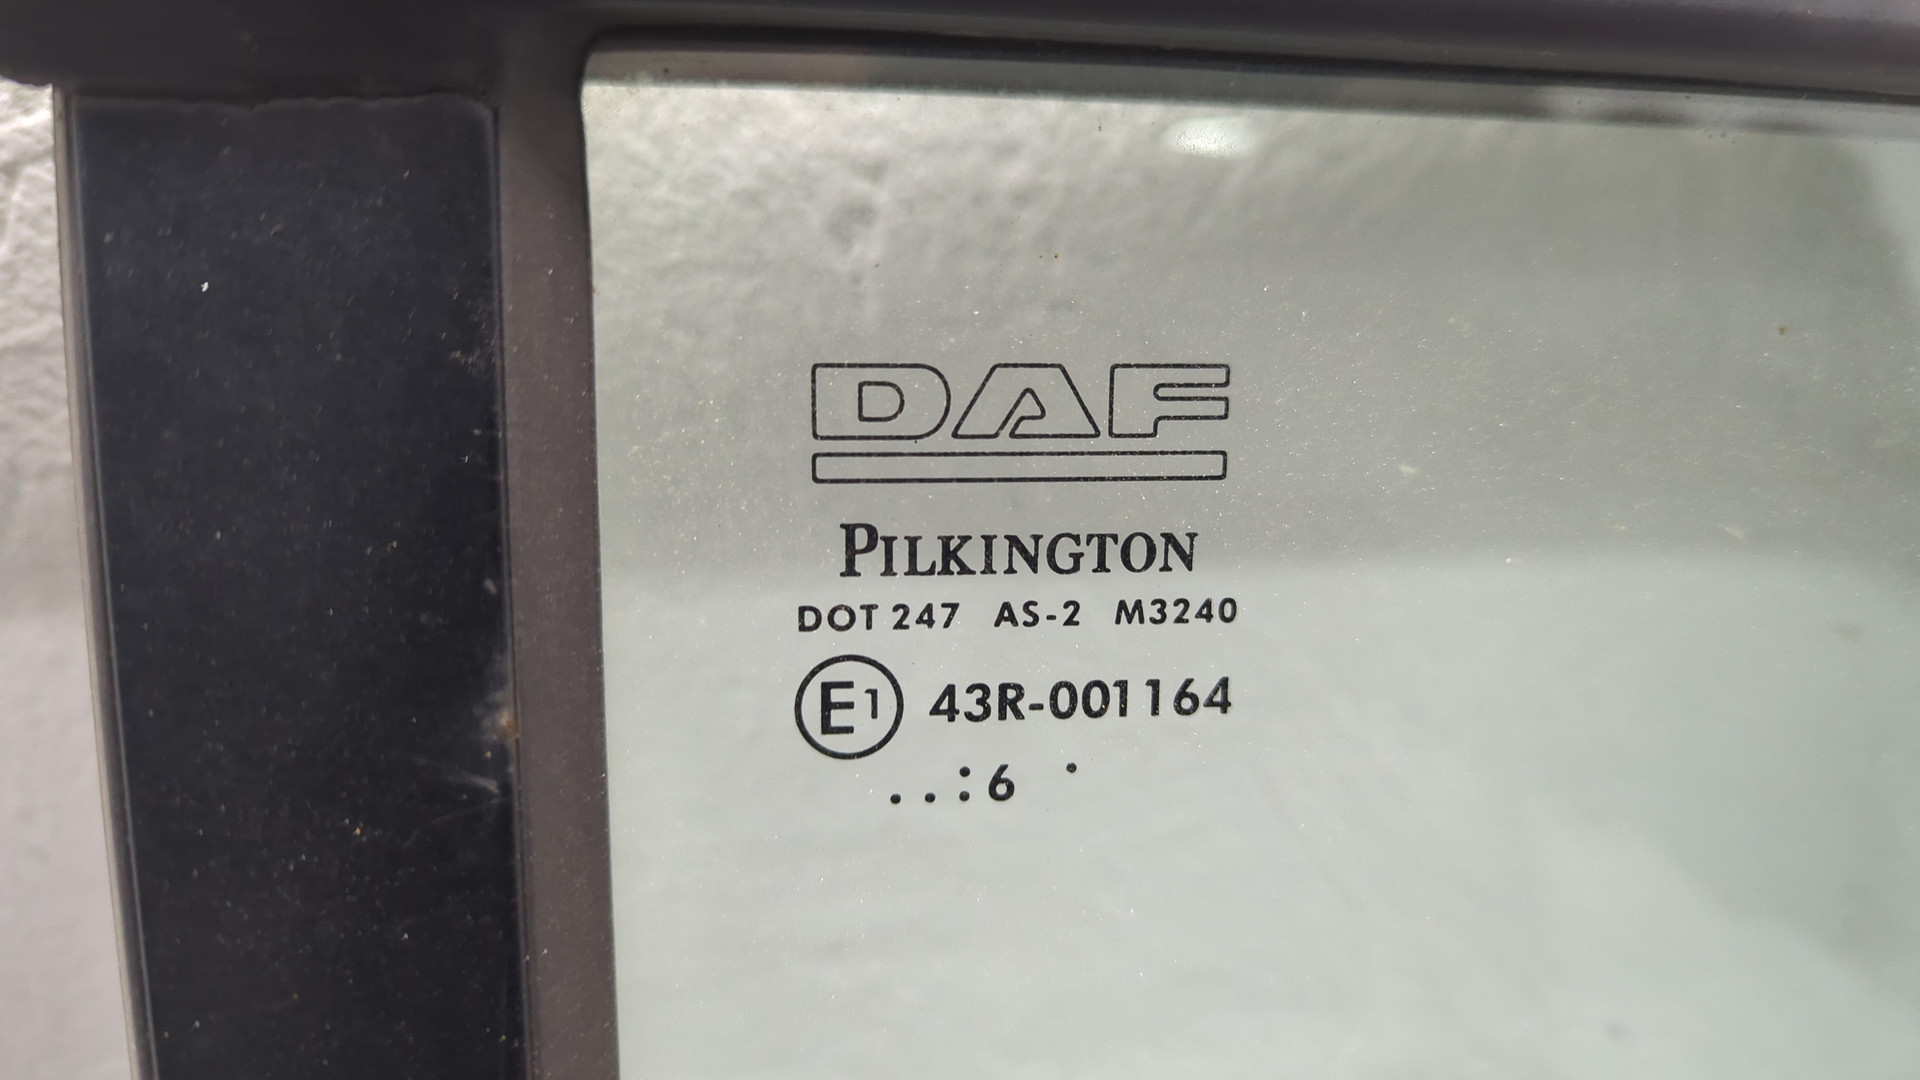 DAF
PILKINGTON
DOT 247 AS-2 M3240
E1 43R-001164
..:6 .